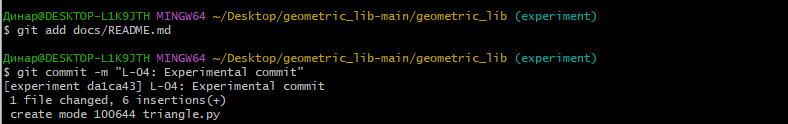 Динар@DESKTOP-L1K9JTH MINGW64 ~/Desktop/geometric_lib-main/geometric_lib (experiment)
$ git add docs/README.md
Динар@DESKTOP-L1K9JTH MINGW64 ~/Desktop/geometric_lib-main/geometric_lib (experiment)
$ git commit -m "L-04: Experimental commit"
[experiment da1ca43] L-04: Experimental commit
1 file changed, 6 insertions(+)
create mode 100644 triangle.py